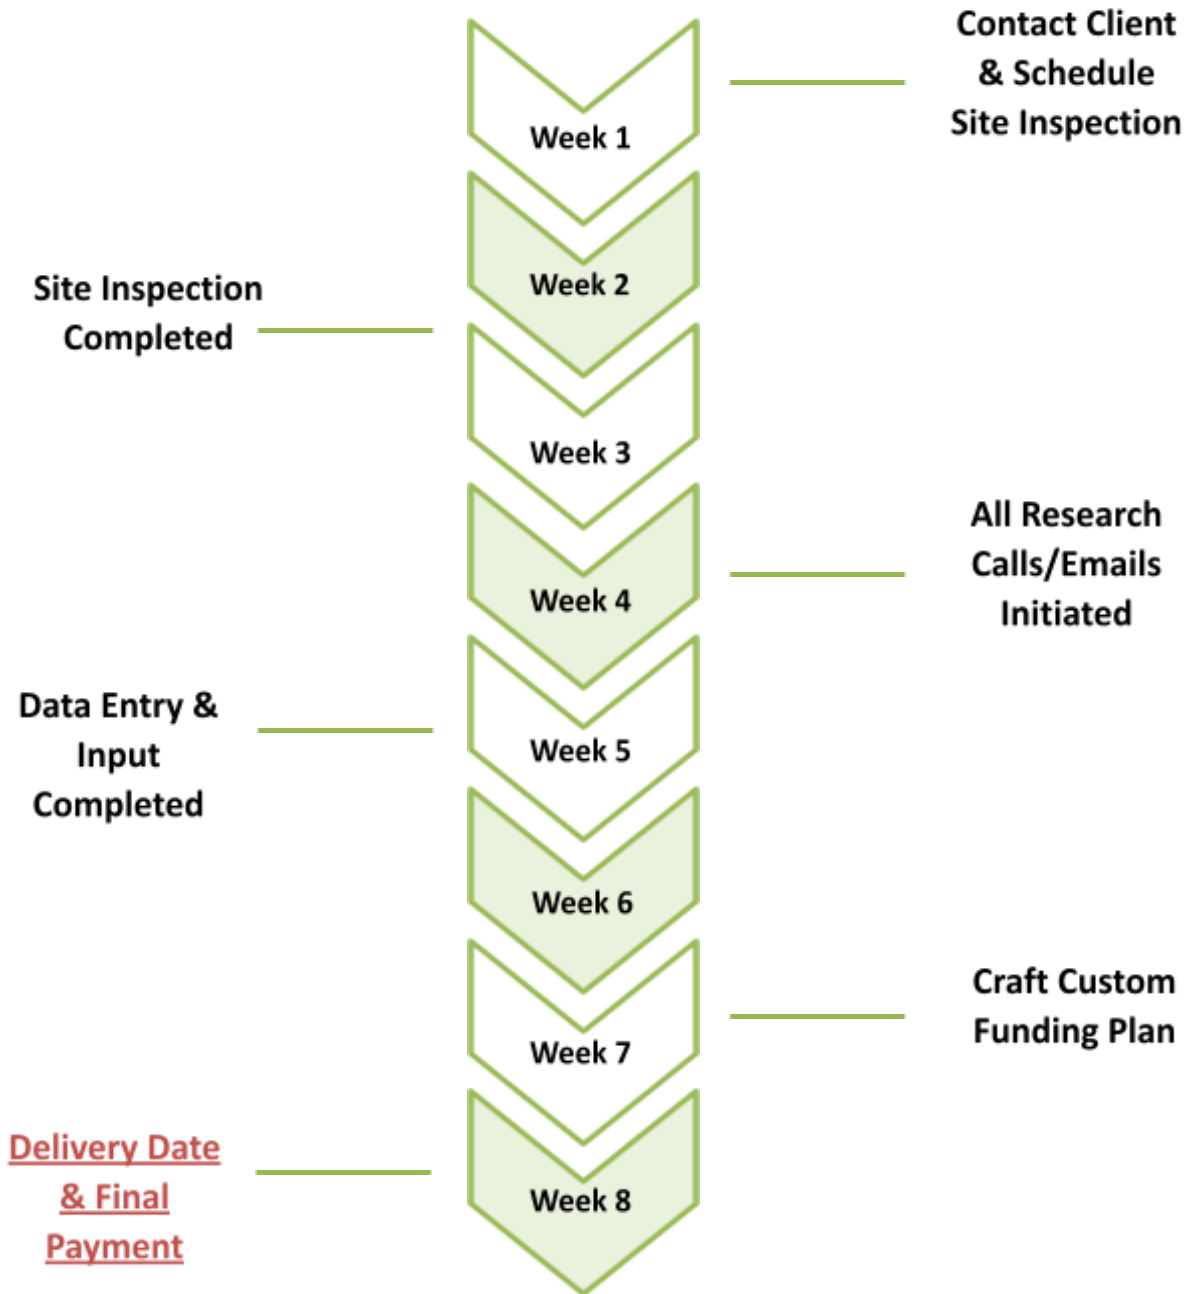 Contact Client
& Schedule
Site Inspection
Week 1
Week 2
Site Inspection
Completed
Week 3
All Research
Calls/Emails
Initiated
Week 4
Data Entry &
Input
Completed
Week 5
Week 6
Craft Custom
Funding Plan
Week 7
Delivery Date
& Final
Payment
Week 8